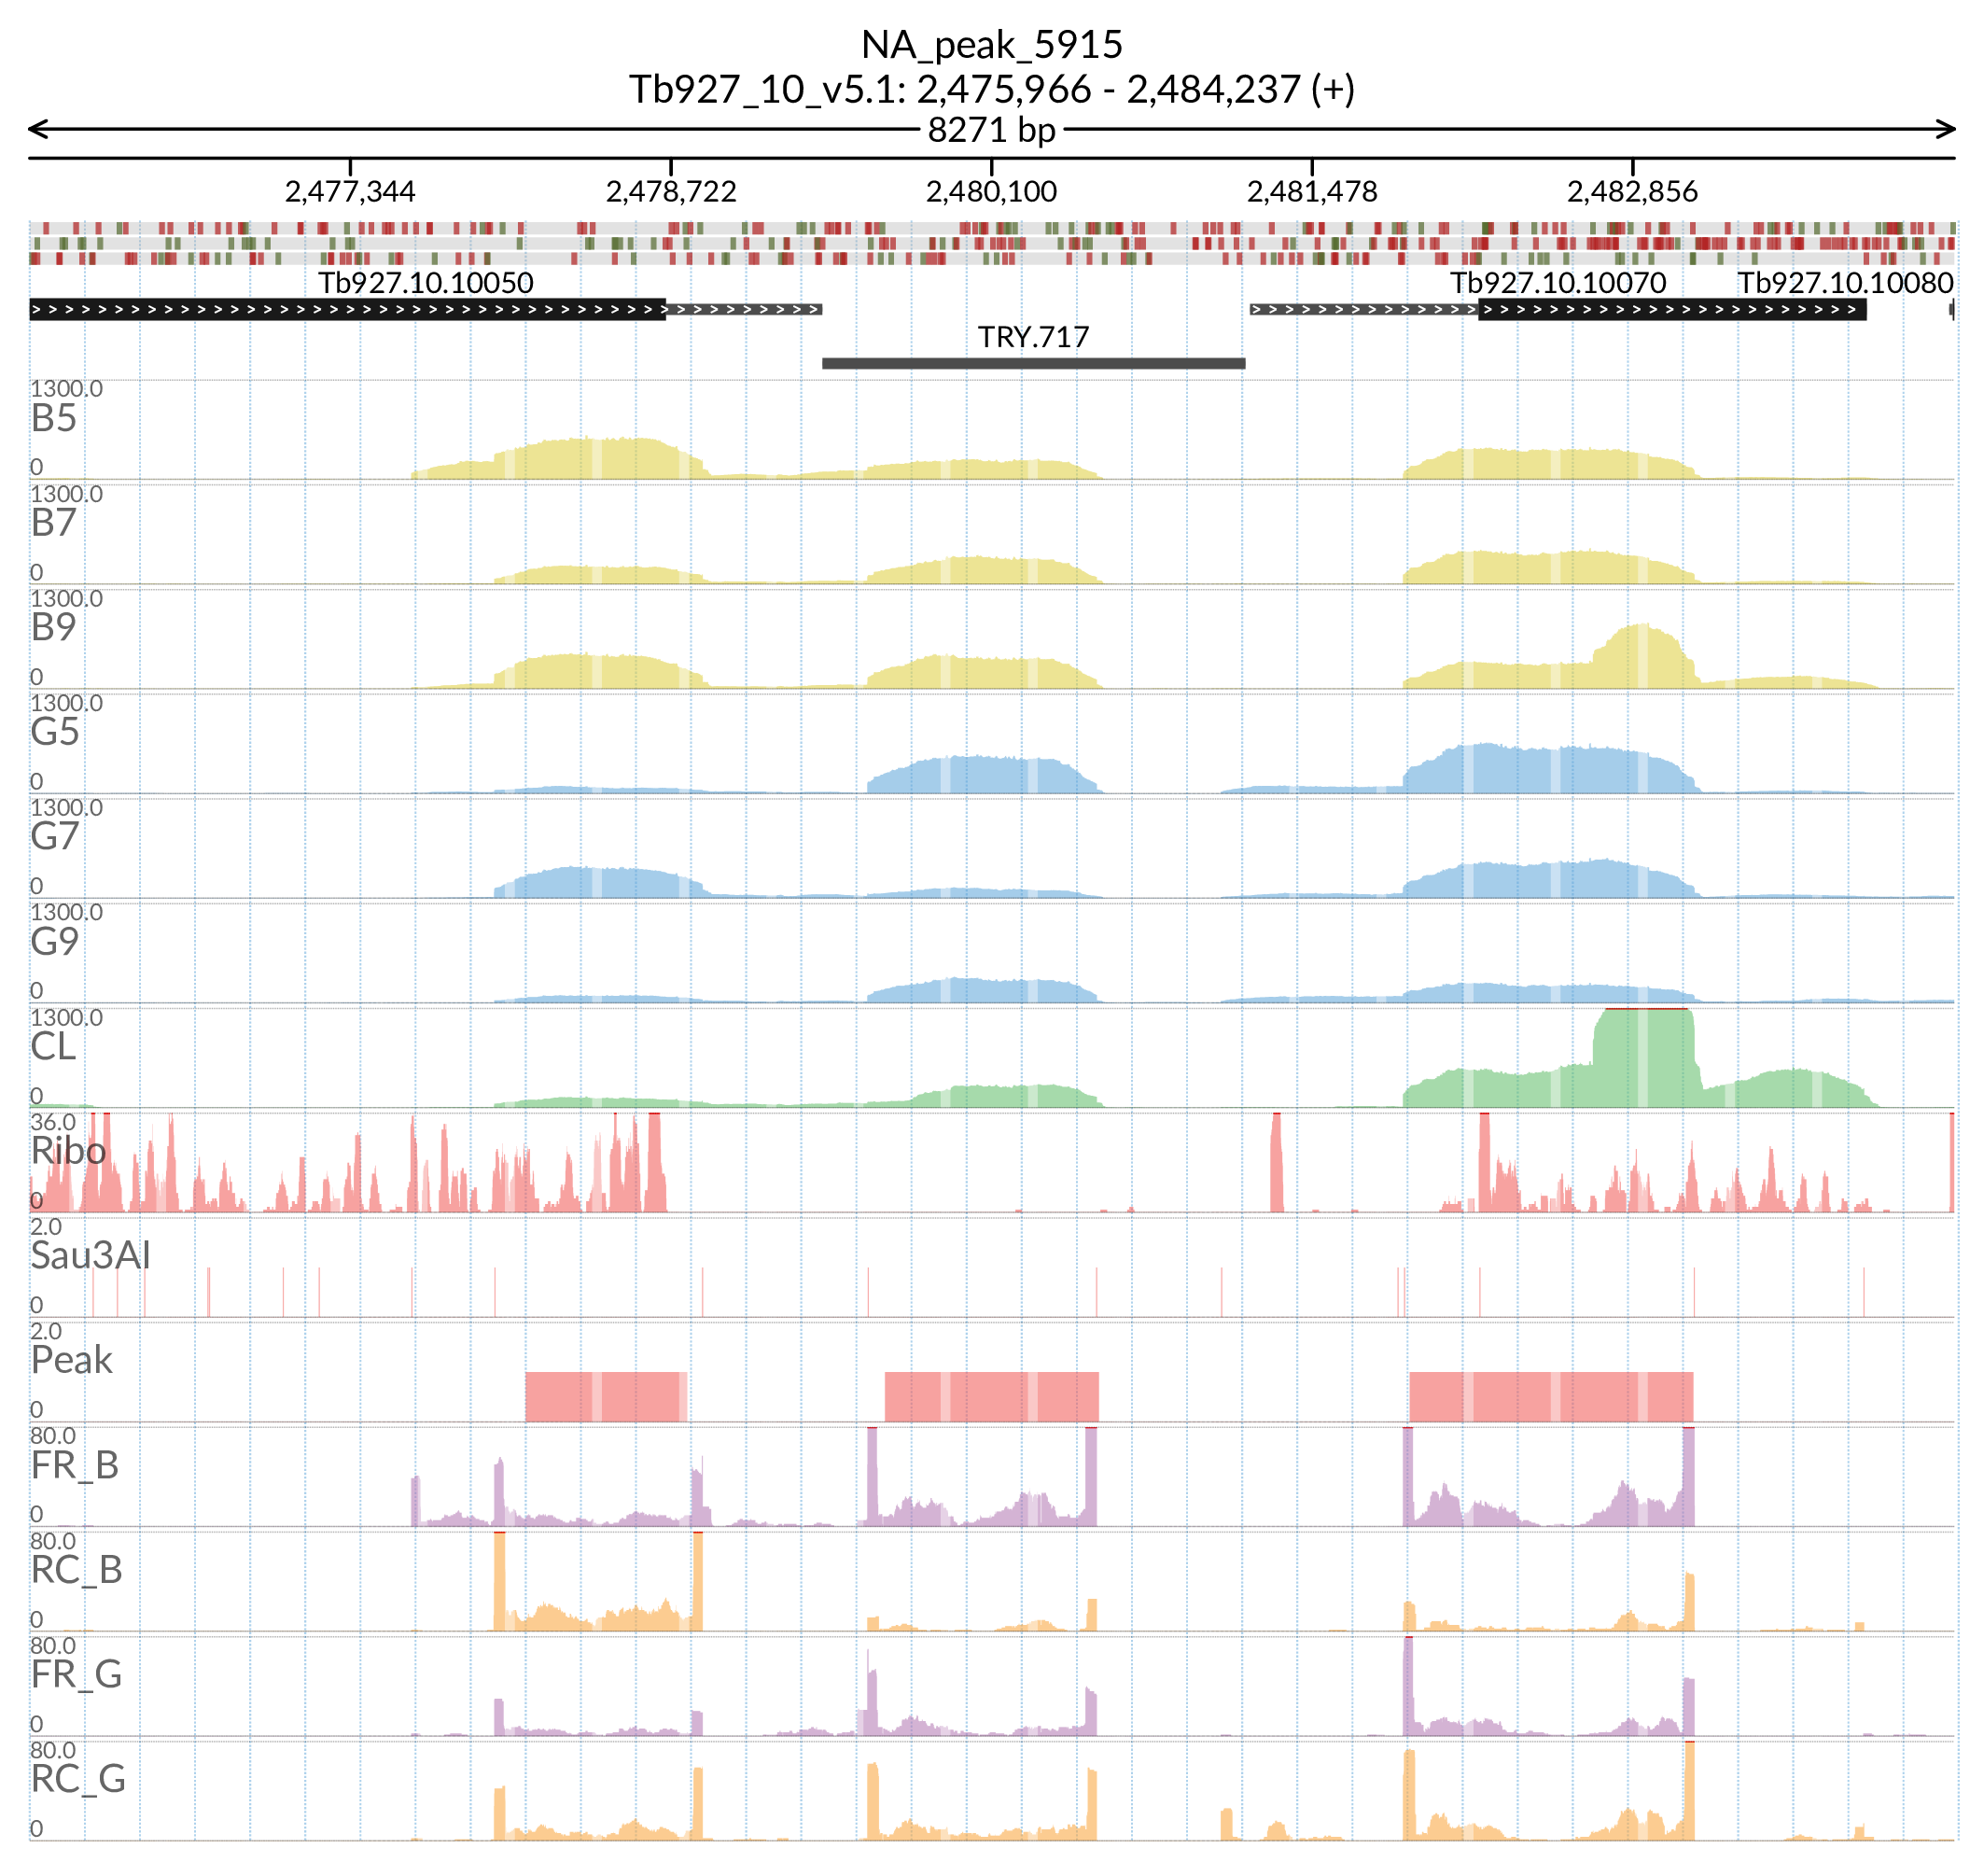 NA_peak_5915
Tb927_10_v5.1: 2,475,966 - 2,484,237 (+)
8271 bp
2,477,344 2,478,722 2,480,100 2,481,478 2,482,856
Tb927.10.10050 Tb927.10.10070 Tb927.10.10080
TRY.717
1300.0
B5
0
1300.0
B7
0
1300.0
B9
0
1300.0
G5
0
1300.0
G7
0
1300.0
G9
0
1300.0
CL
0
36.0
Ribo
0
2.0
Sau3AI
0
2.0
Peak
0
80.0
FR_B
0
80.0
RC_B
0
80.0
FR_G
0
80.0
RC_G
0